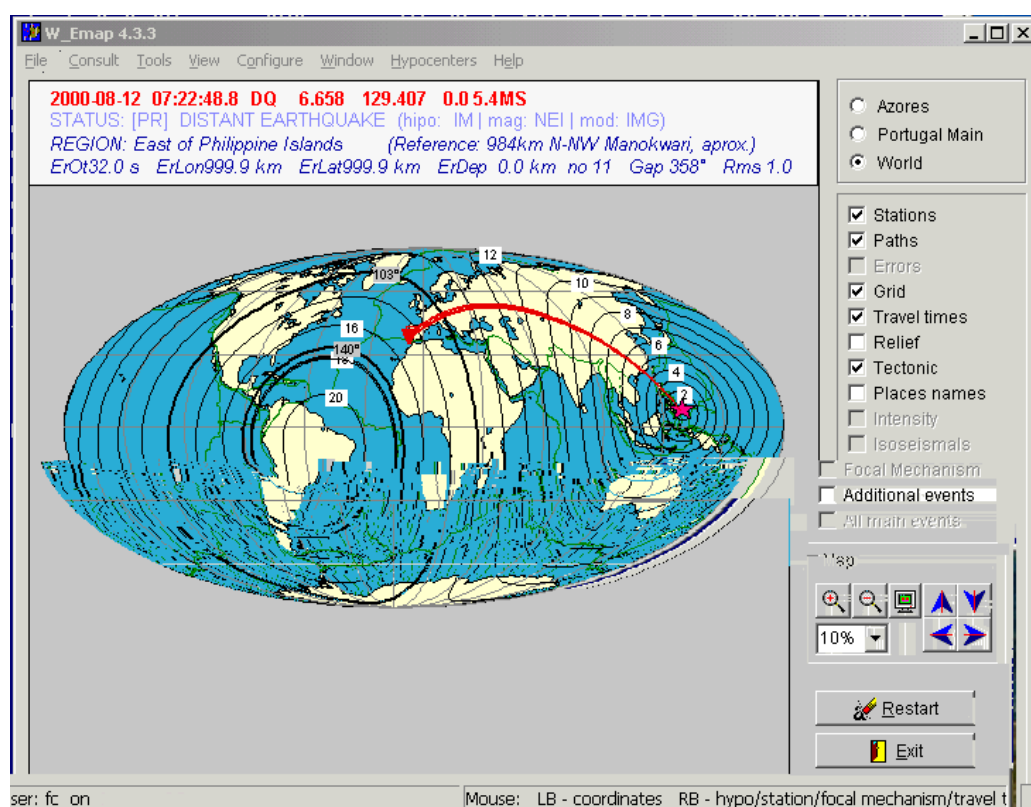 W_Emap 4.3.3
File Consult Tools View Configure Window Hypocenters Help
2000-08-12 07:22:48.8 DQ 6.658 129.407 0.0 5.4MS
STATUS: [PR] DISTANT EARTHQUAKE (hipo: IM | mag: NEI | mod: IMG)
REGION: East of Philippine Islands (Reference: 984km N-NW Manokwari, aprox.)
ErOt32.0 s ErLon999.9 km ErLat999.9 km ErDep 0.0 km no 11 Gap 358° Rms 1.0
Azores
Portugal Main
World
Stations
Paths
Errors
Grid
Travel times
Relief
Tectonic
Places names
Intensity
Isoseismals
Focal Mechanism
Additional events
All main events
12
103°
10
8
16
6
140°
4
2
20
Map
10%
Restart
Exit
ser: fc on
Mouse: LB - coordinates RB - hypo/station/focal mechanism/travel t